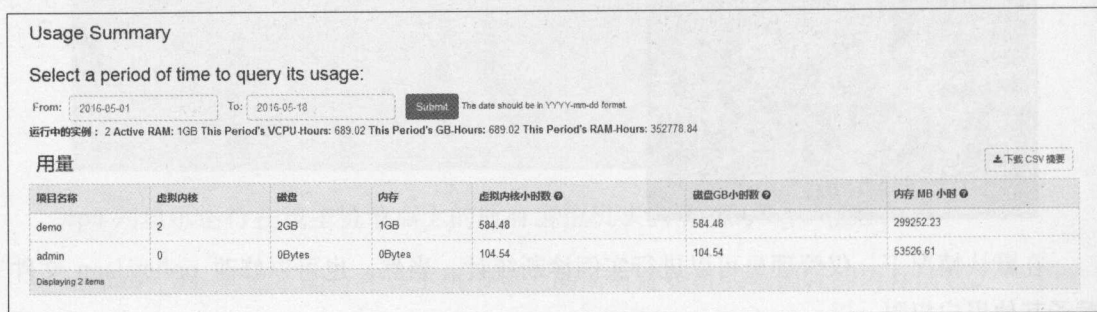 Usage Summary
Select a period of time to query its usage:
From: 2016-05-01 To: 2016-05-18 Submit The date should be in YYYY-mm-dd format.
运行中的实例： 2 Active RAM: 1GB This Period's VCPU-Hours: 689.02 This Period's GB-Hours: 689.02 This Period's RAM-Hours: 352778.84
用量 下载 CSV 摘要
项目名称 虚拟内核 磁盘 内存 虚拟内核小时数 磁盘GB小时数 内存 MB 小时
demo 2 2GB 1GB 584.48 584.48 299252.23
admin 0 0Bytes 0Bytes 104.54 104.54 53526.61
Displaying 2 items